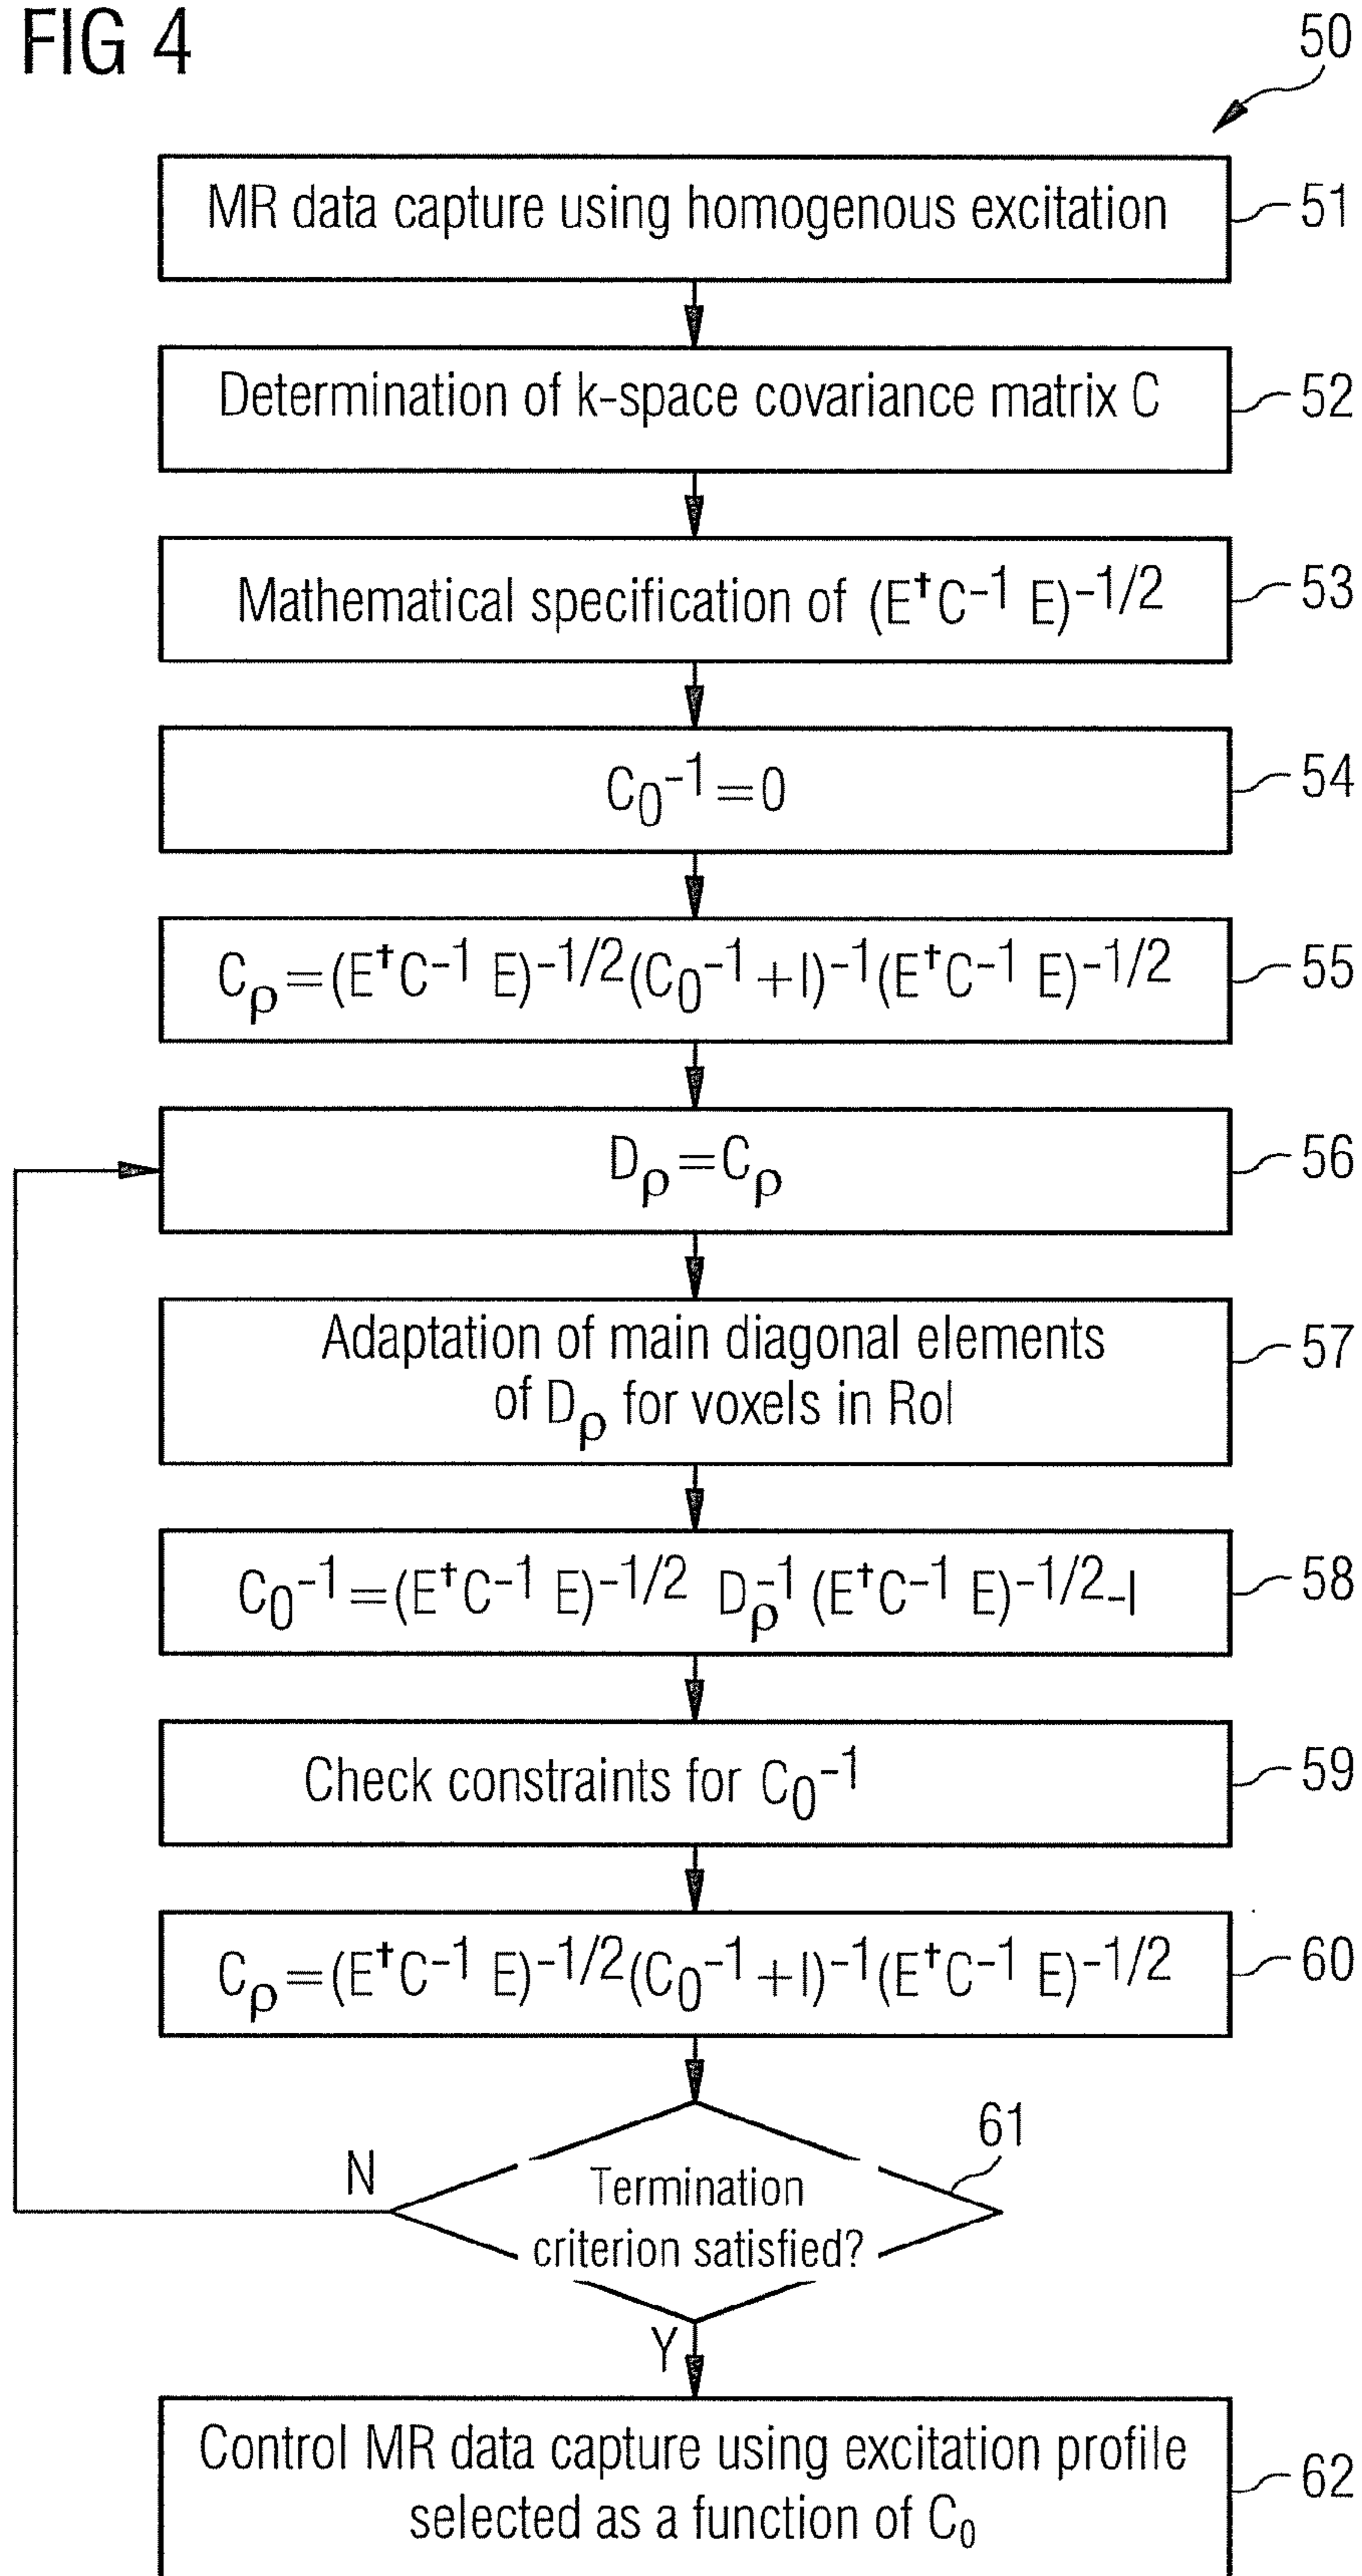 FIG 4
50
MR data capture using homogenous excitation
51
Determination of k-space covariance matrix C
52
Mathematical specification of (E†C⁻¹ E)⁻¹/²
53
C₀⁻¹=0
54
Cρ=(E†C⁻¹ E)⁻¹/²(C₀⁻¹+I)⁻¹(E†C⁻¹ E)⁻¹/²
55
Dρ=Cρ
56
Adaptation of main diagonal elements
of Dρ for voxels in RoI
57
C₀⁻¹=(E†C⁻¹ E)⁻¹/² Dρ⁻¹ (E†C⁻¹ E)⁻¹/²-I
58
Check constraints for C₀⁻¹
59
Cρ=(E†C⁻¹ E)⁻¹/²(C₀⁻¹+I)⁻¹(E†C⁻¹ E)⁻¹/²
60
61
N
Termination
criterion satisfied?
Y
Control MR data capture using excitation profile
selected as a function of C₀
62